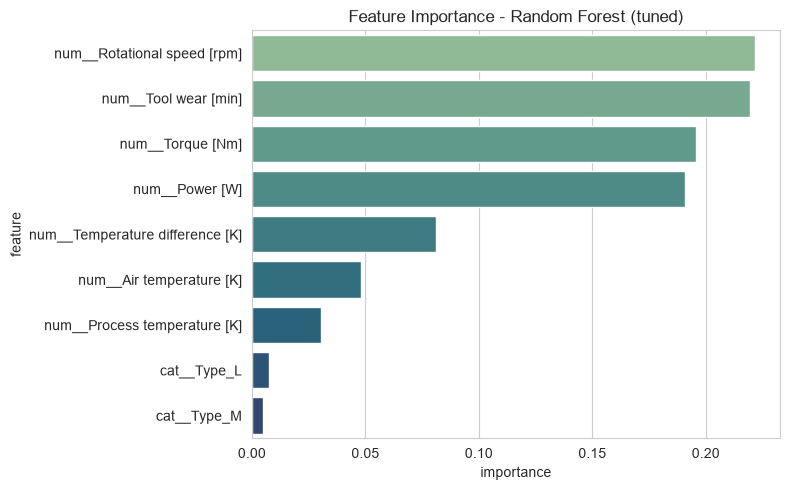 Feature Importance - Random Forest (tuned)
num__Rotational speed [rpm]
num__Tool wear [min]
num__Torque [Nm]
num__Power [W]
num__Temperature difference [K]
num__Air temperature [K]
num__Process temperature [K]
cat__Type_L
cat__Type_M
feature
0.00 0.05 0.10 0.15 0.20
importance